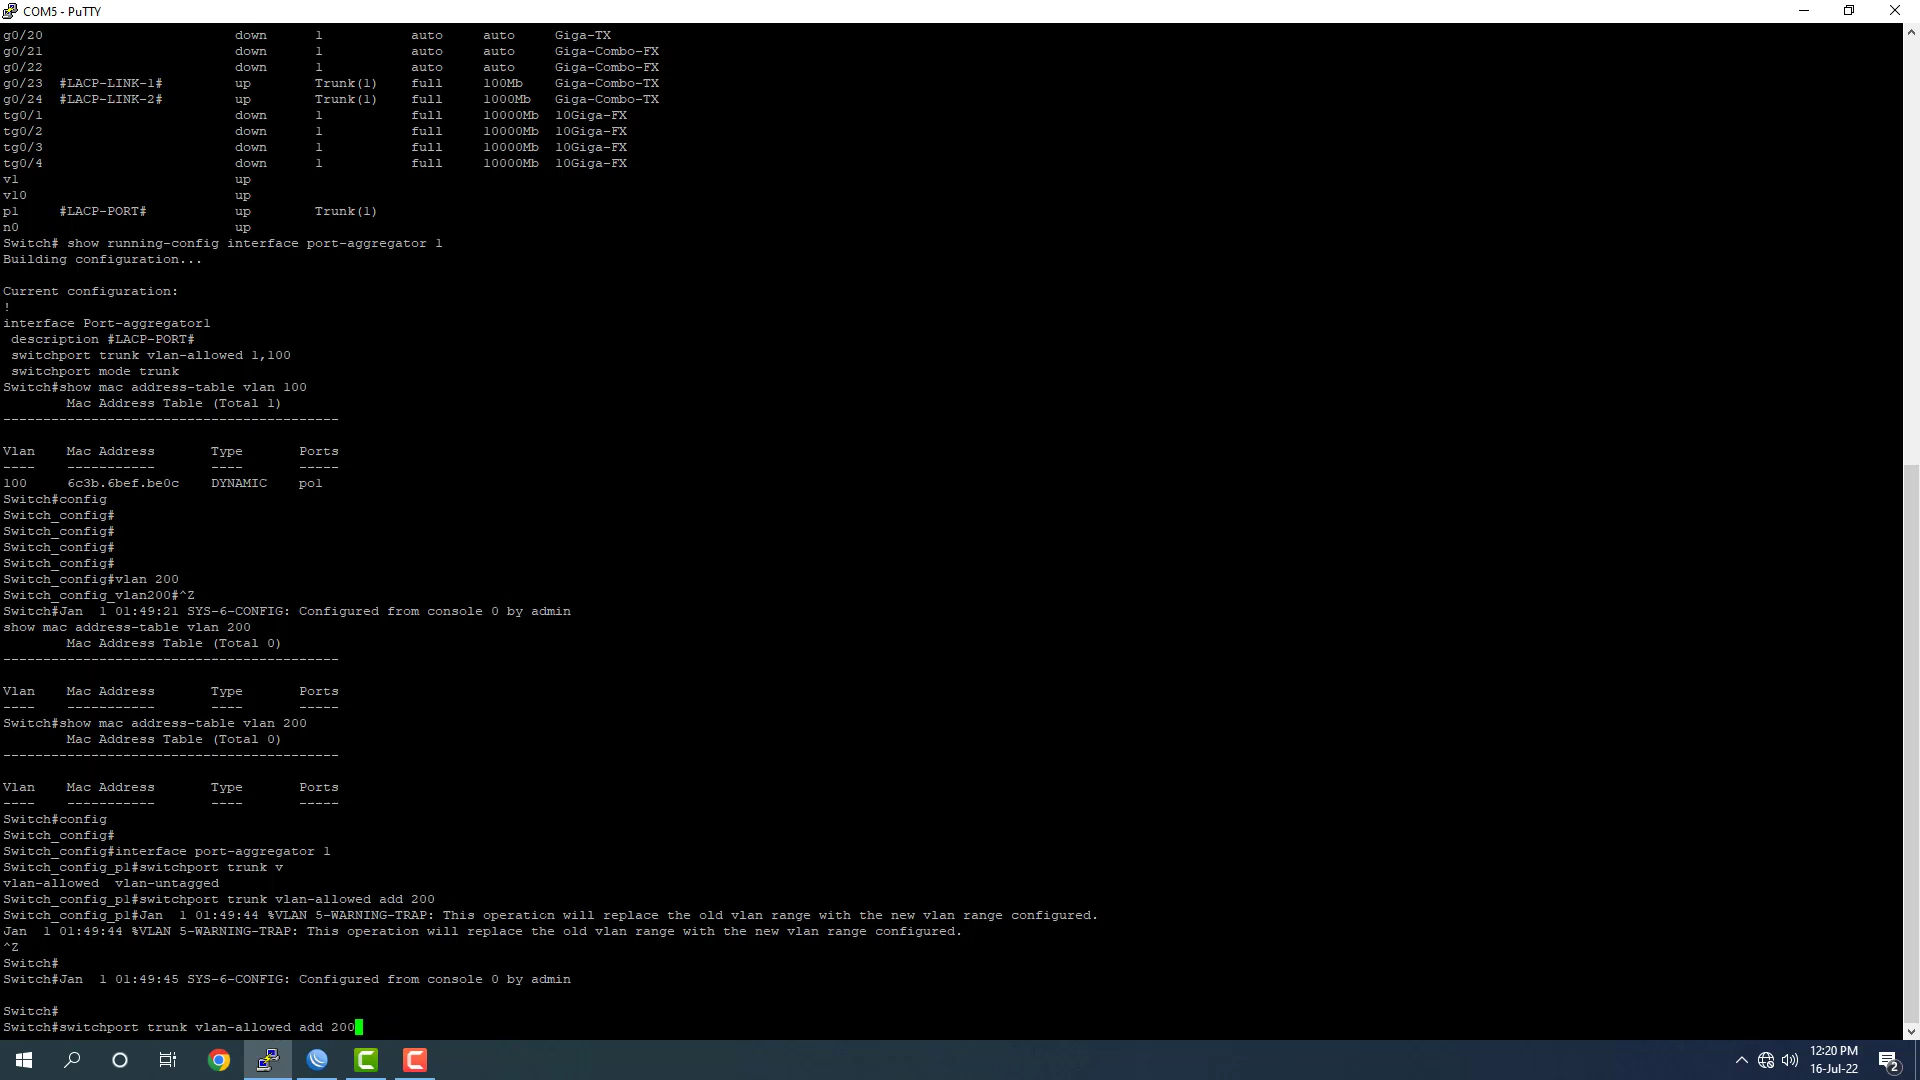 COM5 - PuTTY
g0/20 down 1 auto auto Giga-TX
g0/21 down 1 auto auto Giga-Combo-FX
g0/22 down 1 auto auto Giga-Combo-FX
g0/23 #LACP-LINK-1# up Trunk(1) full 100Mb Giga-Combo-TX
g0/24 #LACP-LINK-2# up Trunk(1) full 1000Mb Giga-Combo-TX
tg0/1 down 1 full 10000Mb 10Giga-FX
tg0/2 down 1 full 10000Mb 10Giga-FX
tg0/3 down 1 full 10000Mb 10Giga-FX
tg0/4 down 1 full 10000Mb 10Giga-FX
v1 up
v10 up
p1 #LACP-PORT# up Trunk(1)
n0 up
Switch# show running-config interface port-aggregator 1
Building configuration...
Current configuration:
!
interface Port-aggregator1
description #LACP-PORT#
switchport trunk vlan-allowed 1,100
switchport mode trunk
Switch#show mac address-table vlan 100
Mac Address Table (Total 1)
------------------------------------------
Vlan Mac Address Type Ports
---- ----------- ---- -----
100 6c3b.6bef.be0c DYNAMIC po1
Switch#config
Switch_config#
Switch_config#
Switch_config#
Switch_config#
Switch_config#vlan 200
Switch_config_vlan200#^Z
Switch#Jan 1 01:49:21 SYS-6-CONFIG: Configured from console 0 by admin
show mac address-table vlan 200
Mac Address Table (Total 0)
------------------------------------------
Vlan Mac Address Type Ports
---- ----------- ---- -----
Switch#show mac address-table vlan 200
Mac Address Table (Total 0)
------------------------------------------
Vlan Mac Address Type Ports
---- ----------- ---- -----
Switch#config
Switch_config#
Switch_config#interface port-aggregator 1
Switch_config_p1#switchport trunk v
vlan-allowed vlan-untagged
Switch_config_p1#switchport trunk vlan-allowed add 200
Switch_config_p1#Jan 1 01:49:44 %VLAN 5-WARNING-TRAP: This operation will replace the old vlan range with the new vlan range configured.
Jan 1 01:49:44 %VLAN 5-WARNING-TRAP: This operation will replace the old vlan range with the new vlan range configured.
^Z
Switch#
Switch#Jan 1 01:49:45 SYS-6-CONFIG: Configured from console 0 by admin
Switch#
Switch#switchport trunk vlan-allowed add 200
12:20 PM
16-Jul-22
2